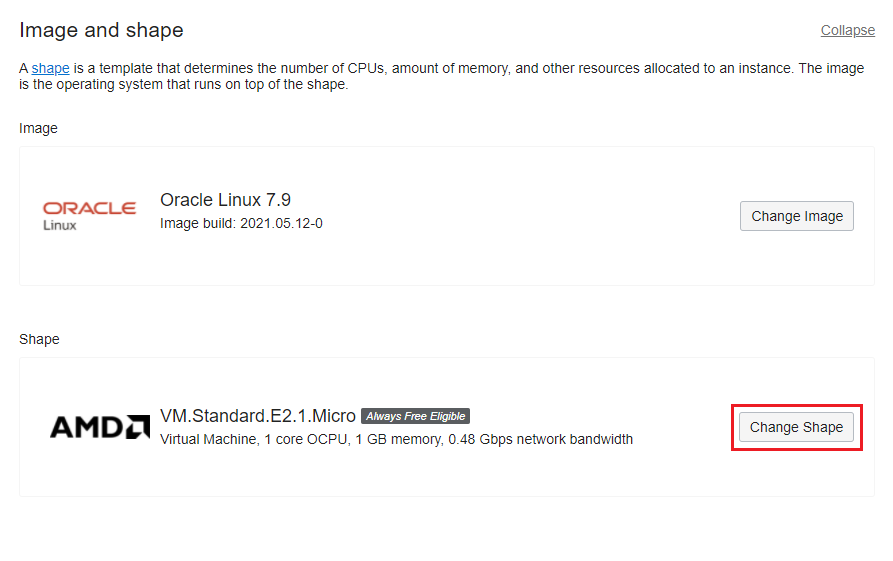 Image and shape
Collapse
A shape is a template that determines the number of CPUs, amount of memory, and other resources allocated to an instance. The image
is the operating system that runs on top of the shape.
Image
ORACLE
Linux
Oracle Linux 7.9
Image build: 2021.05.12-0
Change Image
Shape
AMD
VM.Standard.E2.1.Micro Always Free Eligible
Virtual Machine, 1 core OCPU, 1 GB memory, 0.48 Gbps network bandwidth
Change Shape